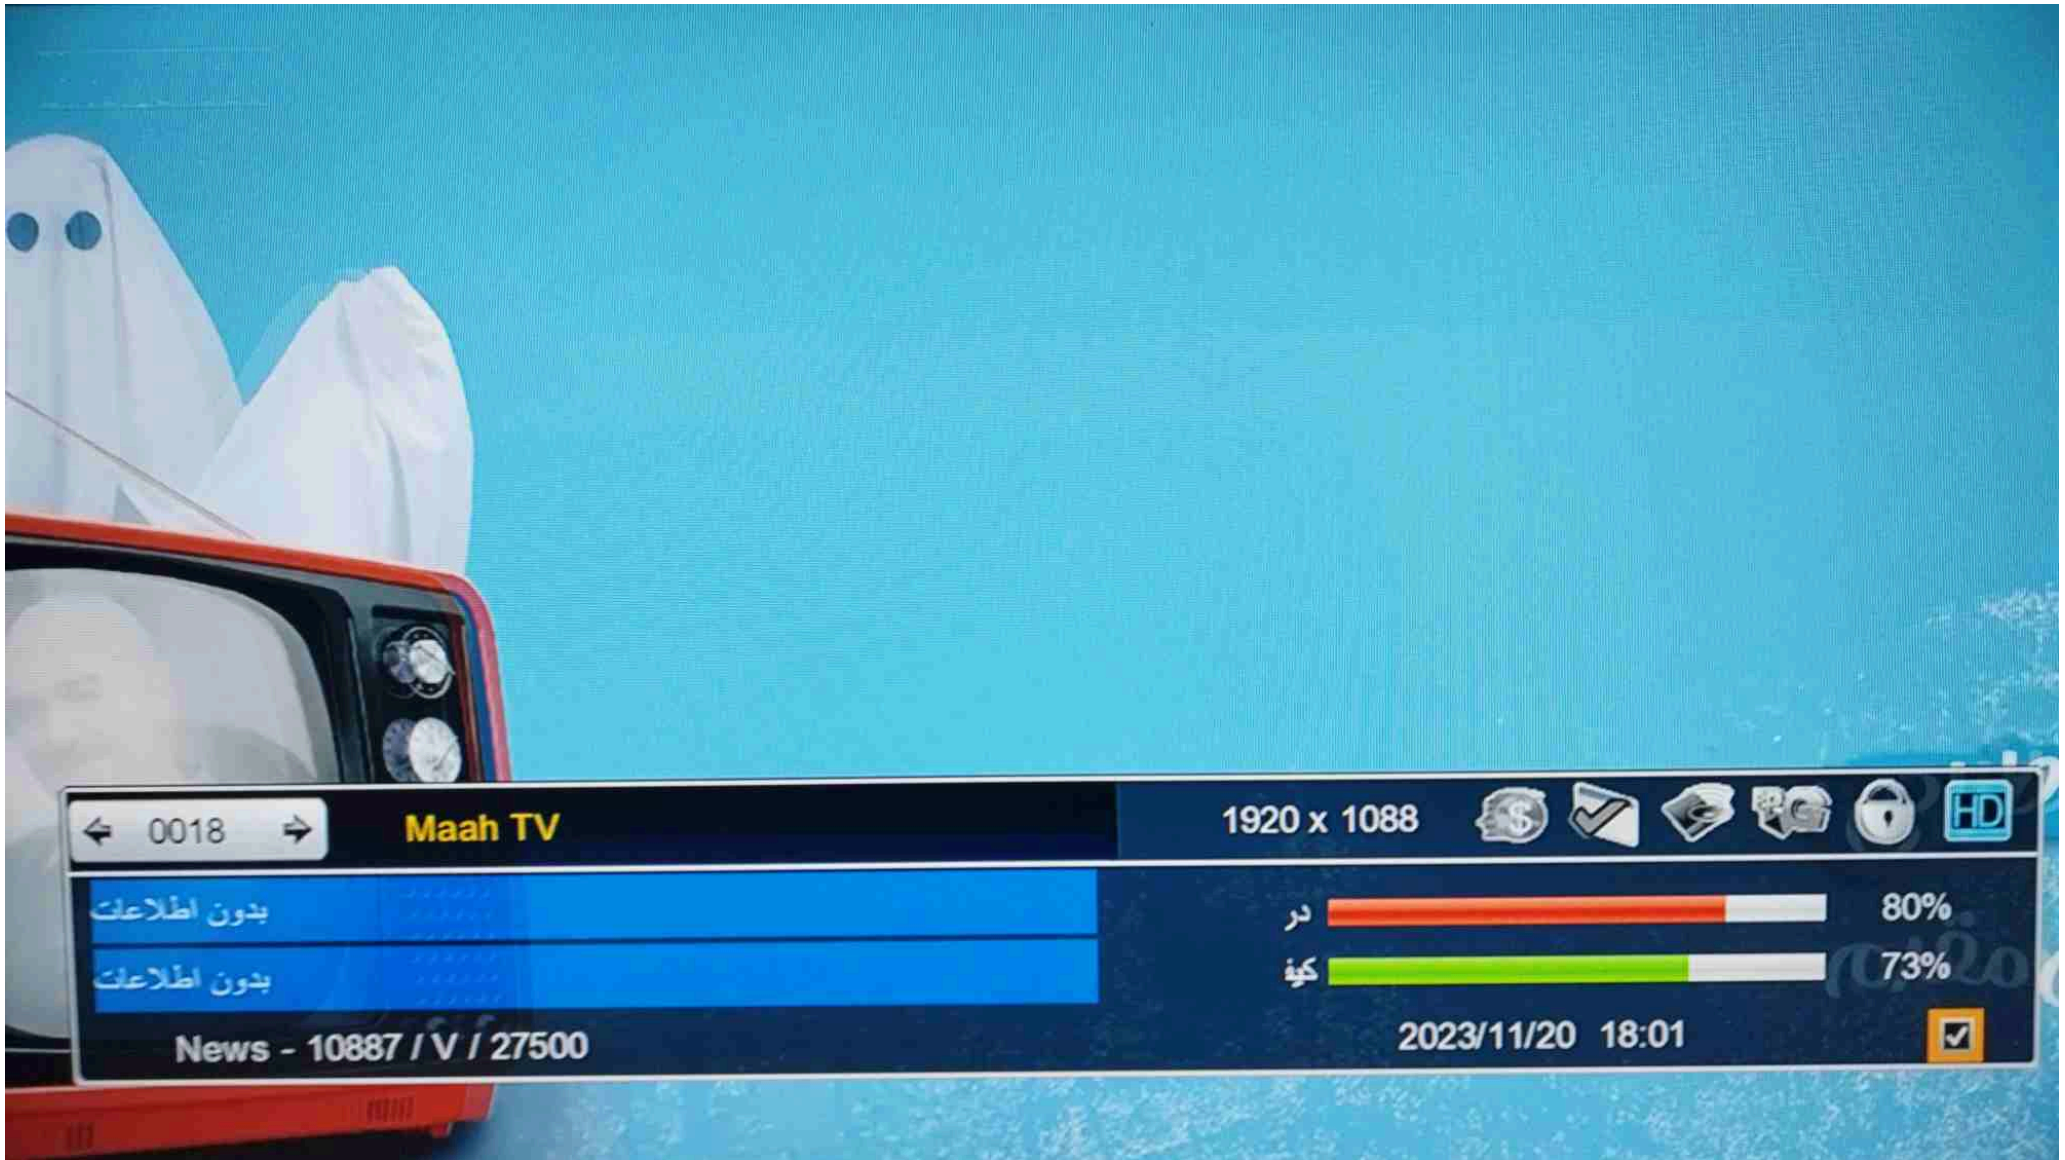 0018 Maah TV 1920 x 1088 $ HD
بدون اطلاعات در 80%
بدون اطلاعات کیف 73%
News - 10887 / V / 27500 2023/11/20 18:01